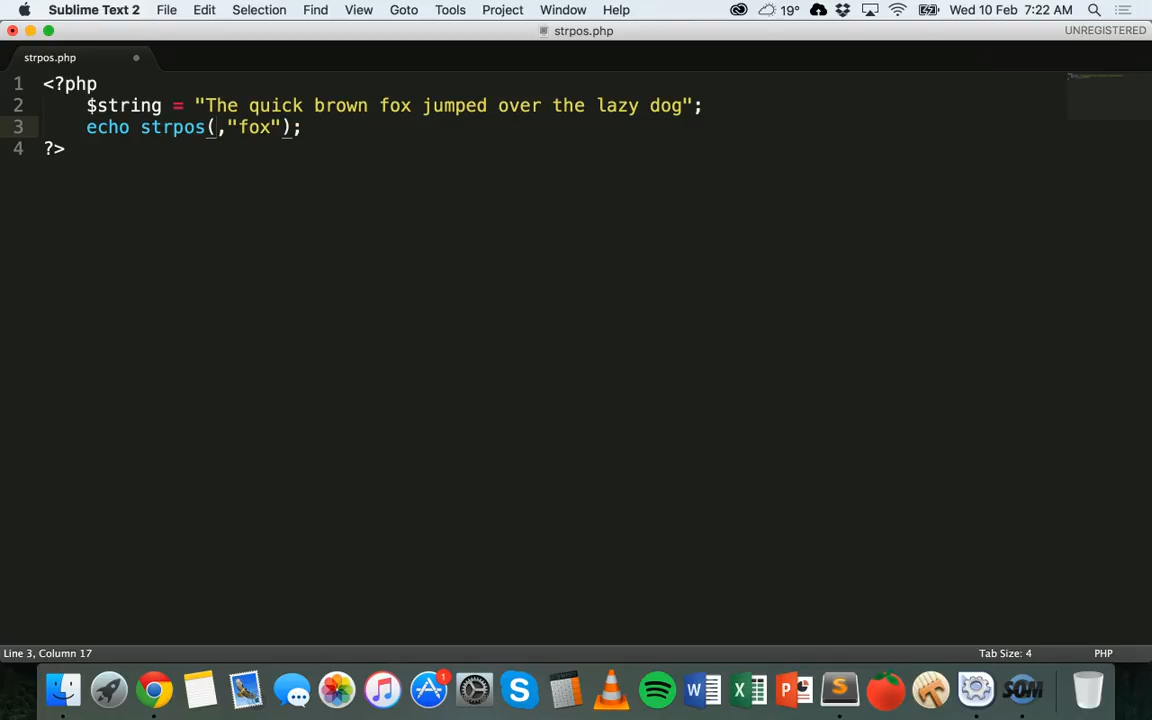 Sublime Text 2 File Edit Selection Find View Goto Tools Project Window Help 19° Wed 10 Feb 7:22 AM
strpos.php UNREGISTERED
strpos.php
1 <?php
2 $string = "The quick brown fox jumped over the lazy dog";
3 echo strpos(,"fox");
4 ?>
Line 3, Column 17 Tab Size: 4 PHP
1
S W X P S SOM